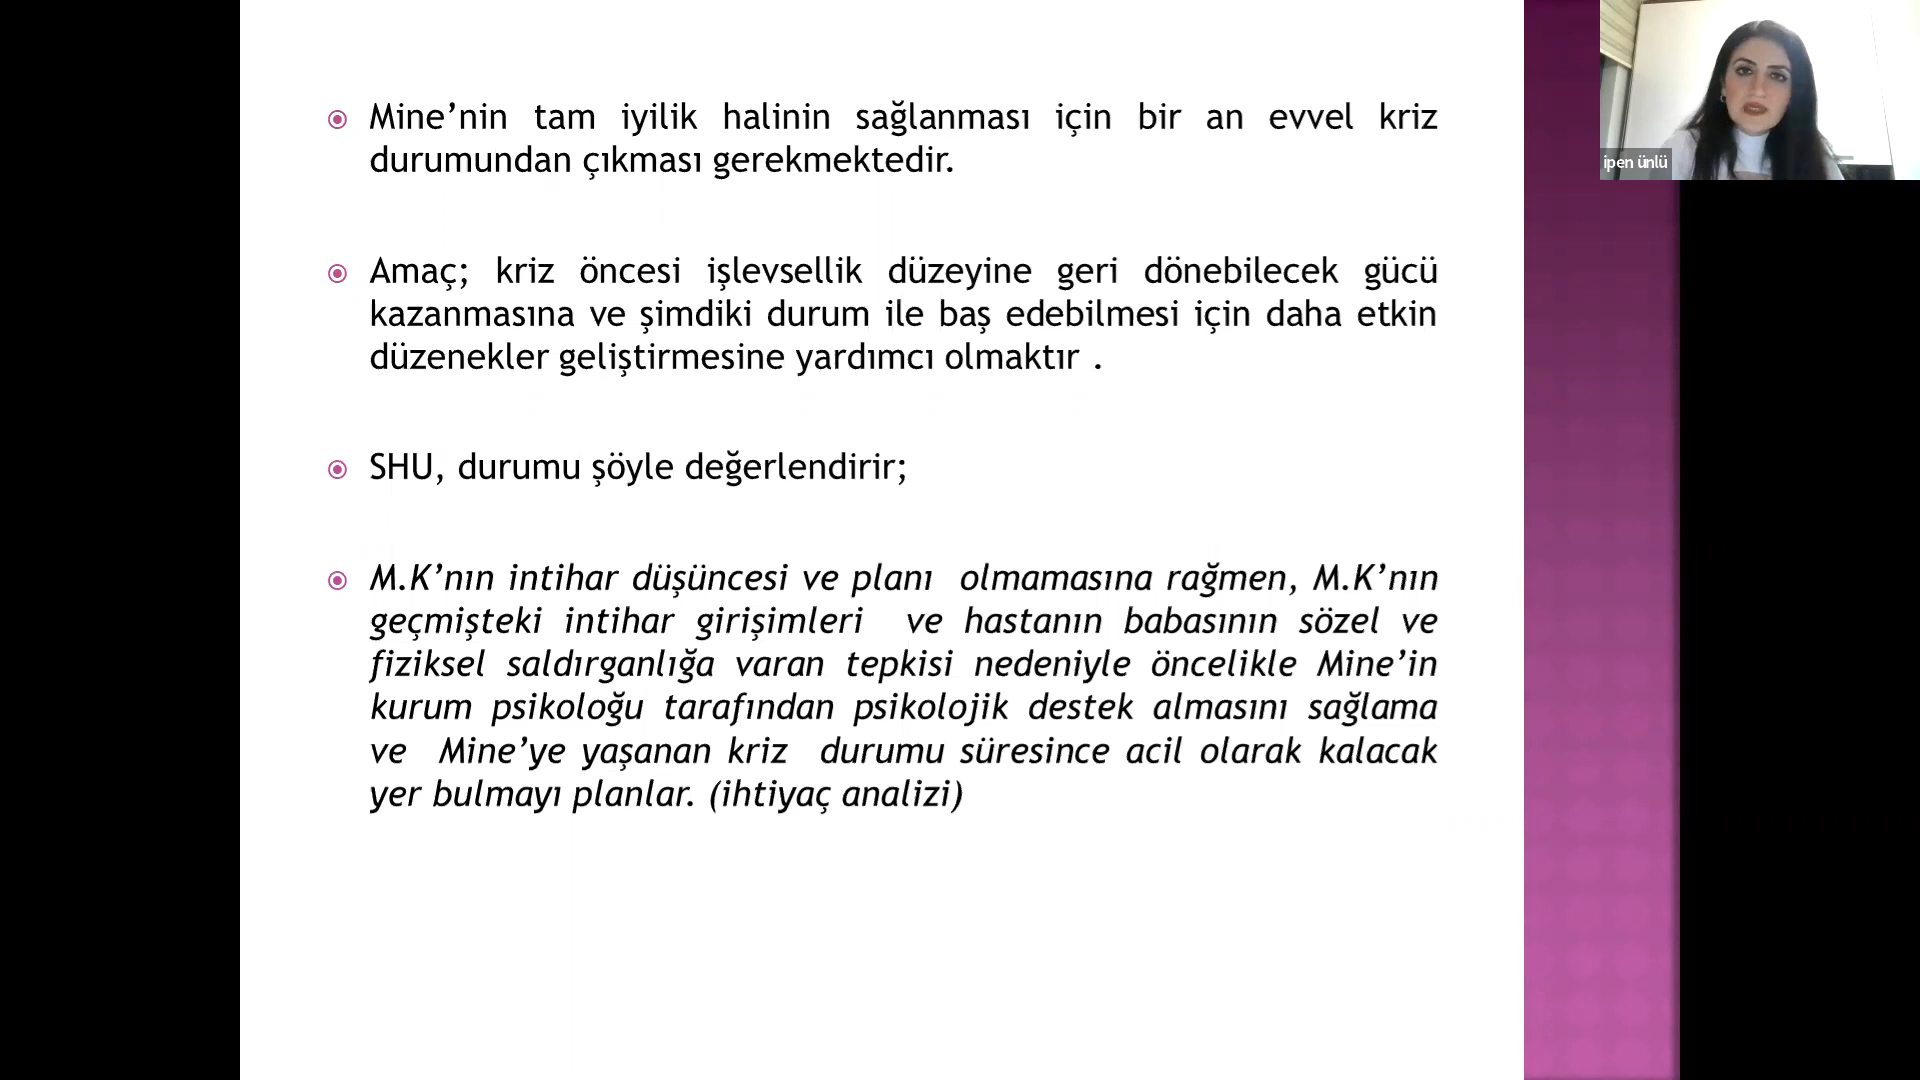 Mine’nin tam iyilik halinin sağlanması için bir an evvel kriz
durumundan çıkması gerekmektedir.
Amaç; kriz öncesi işlevsellik düzeyine geri dönebilecek gücü
kazanmasına ve şimdiki durum ile baş edebilmesi için daha etkin
düzenekler geliştirmesine yardımcı olmaktır .
SHU, durumu şöyle değerlendirir;
M.K’nın intihar düşüncesi ve planı olmamasına rağmen, M.K’nın
geçmişteki intihar girişimleri ve hastanın babasının sözel ve
fiziksel saldırganlığa varan tepkisi nedeniyle öncelikle Mine’in
kurum psikoloğu tarafından psikolojik destek almasını sağlama
ve Mine’ye yaşanan kriz durumu süresince acil olarak kalacak
yer bulmayı planlar. (ihtiyaç analizi)
ipen ünlü